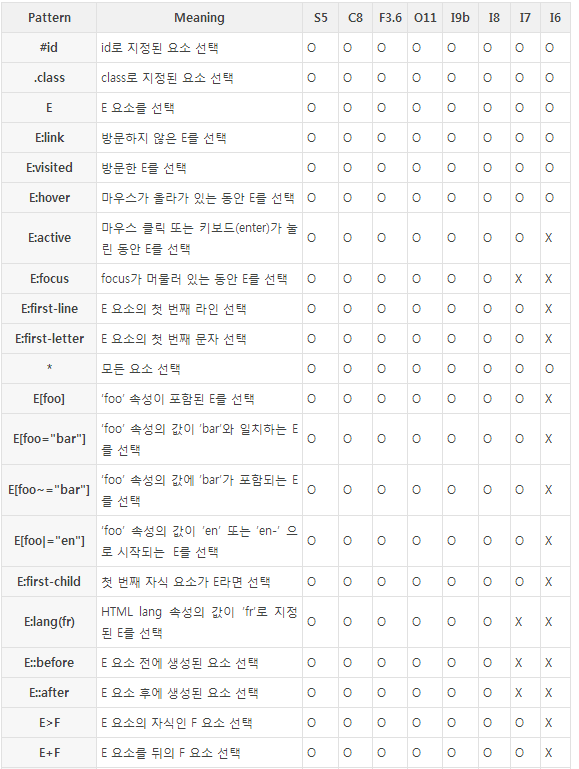 Pattern Meaning S5 C8 F3.6 O11 I9b I8 I7 I6
#id id로 지정된 요소 선택 O O O O O O O O
.class class로 지정된 요소 선택 O O O O O O O O
E E 요소를 선택 O O O O O O O O
E:link 방문하지 않은 E를 선택 O O O O O O O O
E:visited 방문한 E를 선택 O O O O O O O O
E:hover 마우스가 올라가 있는 동안 E를 선택 O O O O O O O O
E:active 마우스 클릭 또는 키보드(enter)가 눌
린 동안 E를 선택 O O O O O O O X
E:focus focus가 머물러 있는 동안 E를 선택 O O O O O O X X
E:first-line E 요소의 첫 번째 라인 선택 O O O O O O O X
E:first-letter E 요소의 첫 번째 문자 선택 O O O O O O O X
* 모든 요소 선택 O O O O O O O O
E[foo] 'foo' 속성이 포함된 E를 선택 O O O O O O O X
E[foo="bar"] 'foo' 속성의 값이 'bar'와 일치하는 E
를 선택 O O O O O O O X
E[foo~="bar"] 'foo' 속성의 값에 'bar'가 포함되는 E
를 선택 O O O O O O O X
E[foo|="en"] 'foo' 속성의 값이 'en' 또는 'en-' 으
로 시작되는 E를 선택 O O O O O O O X
E:first-child 첫 번째 자식 요소가 E라면 선택 O O O O O O O X
E:lang(fr) HTML lang 속성의 값이 'fr'로 지정
된 E를 선택 O O O O O O X X
E::before E 요소 전에 생성된 요소 선택 O O O O O O X X
E::after E 요소 후에 생성된 요소 선택 O O O O O O X X
E>F E 요소의 자식인 F 요소 선택 O O O O O O O X
E+F E 요소를 뒤의 F 요소 선택 O O O O O O O X